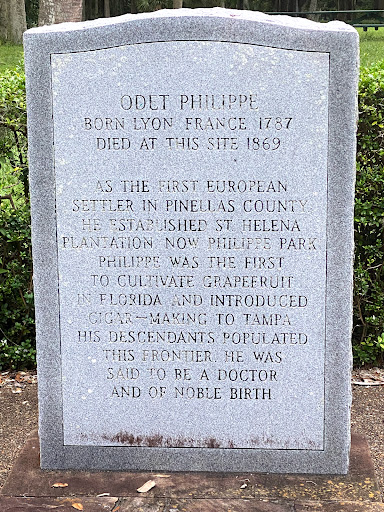 ODET PHILIPPE
BORN LYON, FRANCE, 1787
DIED AT THIS SITE 1869
AS THE FIRST EUROPEAN
SETTLER IN PINELLAS COUNTY,
HE ESTABLISHED ST. HELENA
PLANTATION, NOW PHILIPPE PARK.
PHILIPPE WAS THE FIRST
TO CULTIVATE GRAPEFRUIT
IN FLORIDA AND INTRODUCED
CIGAR-MAKING TO TAMPA.
HIS DESCENDANTS POPULATED
THIS FRONTIER. HE WAS
SAID TO BE A DOCTOR
AND OF NOBLE BIRTH